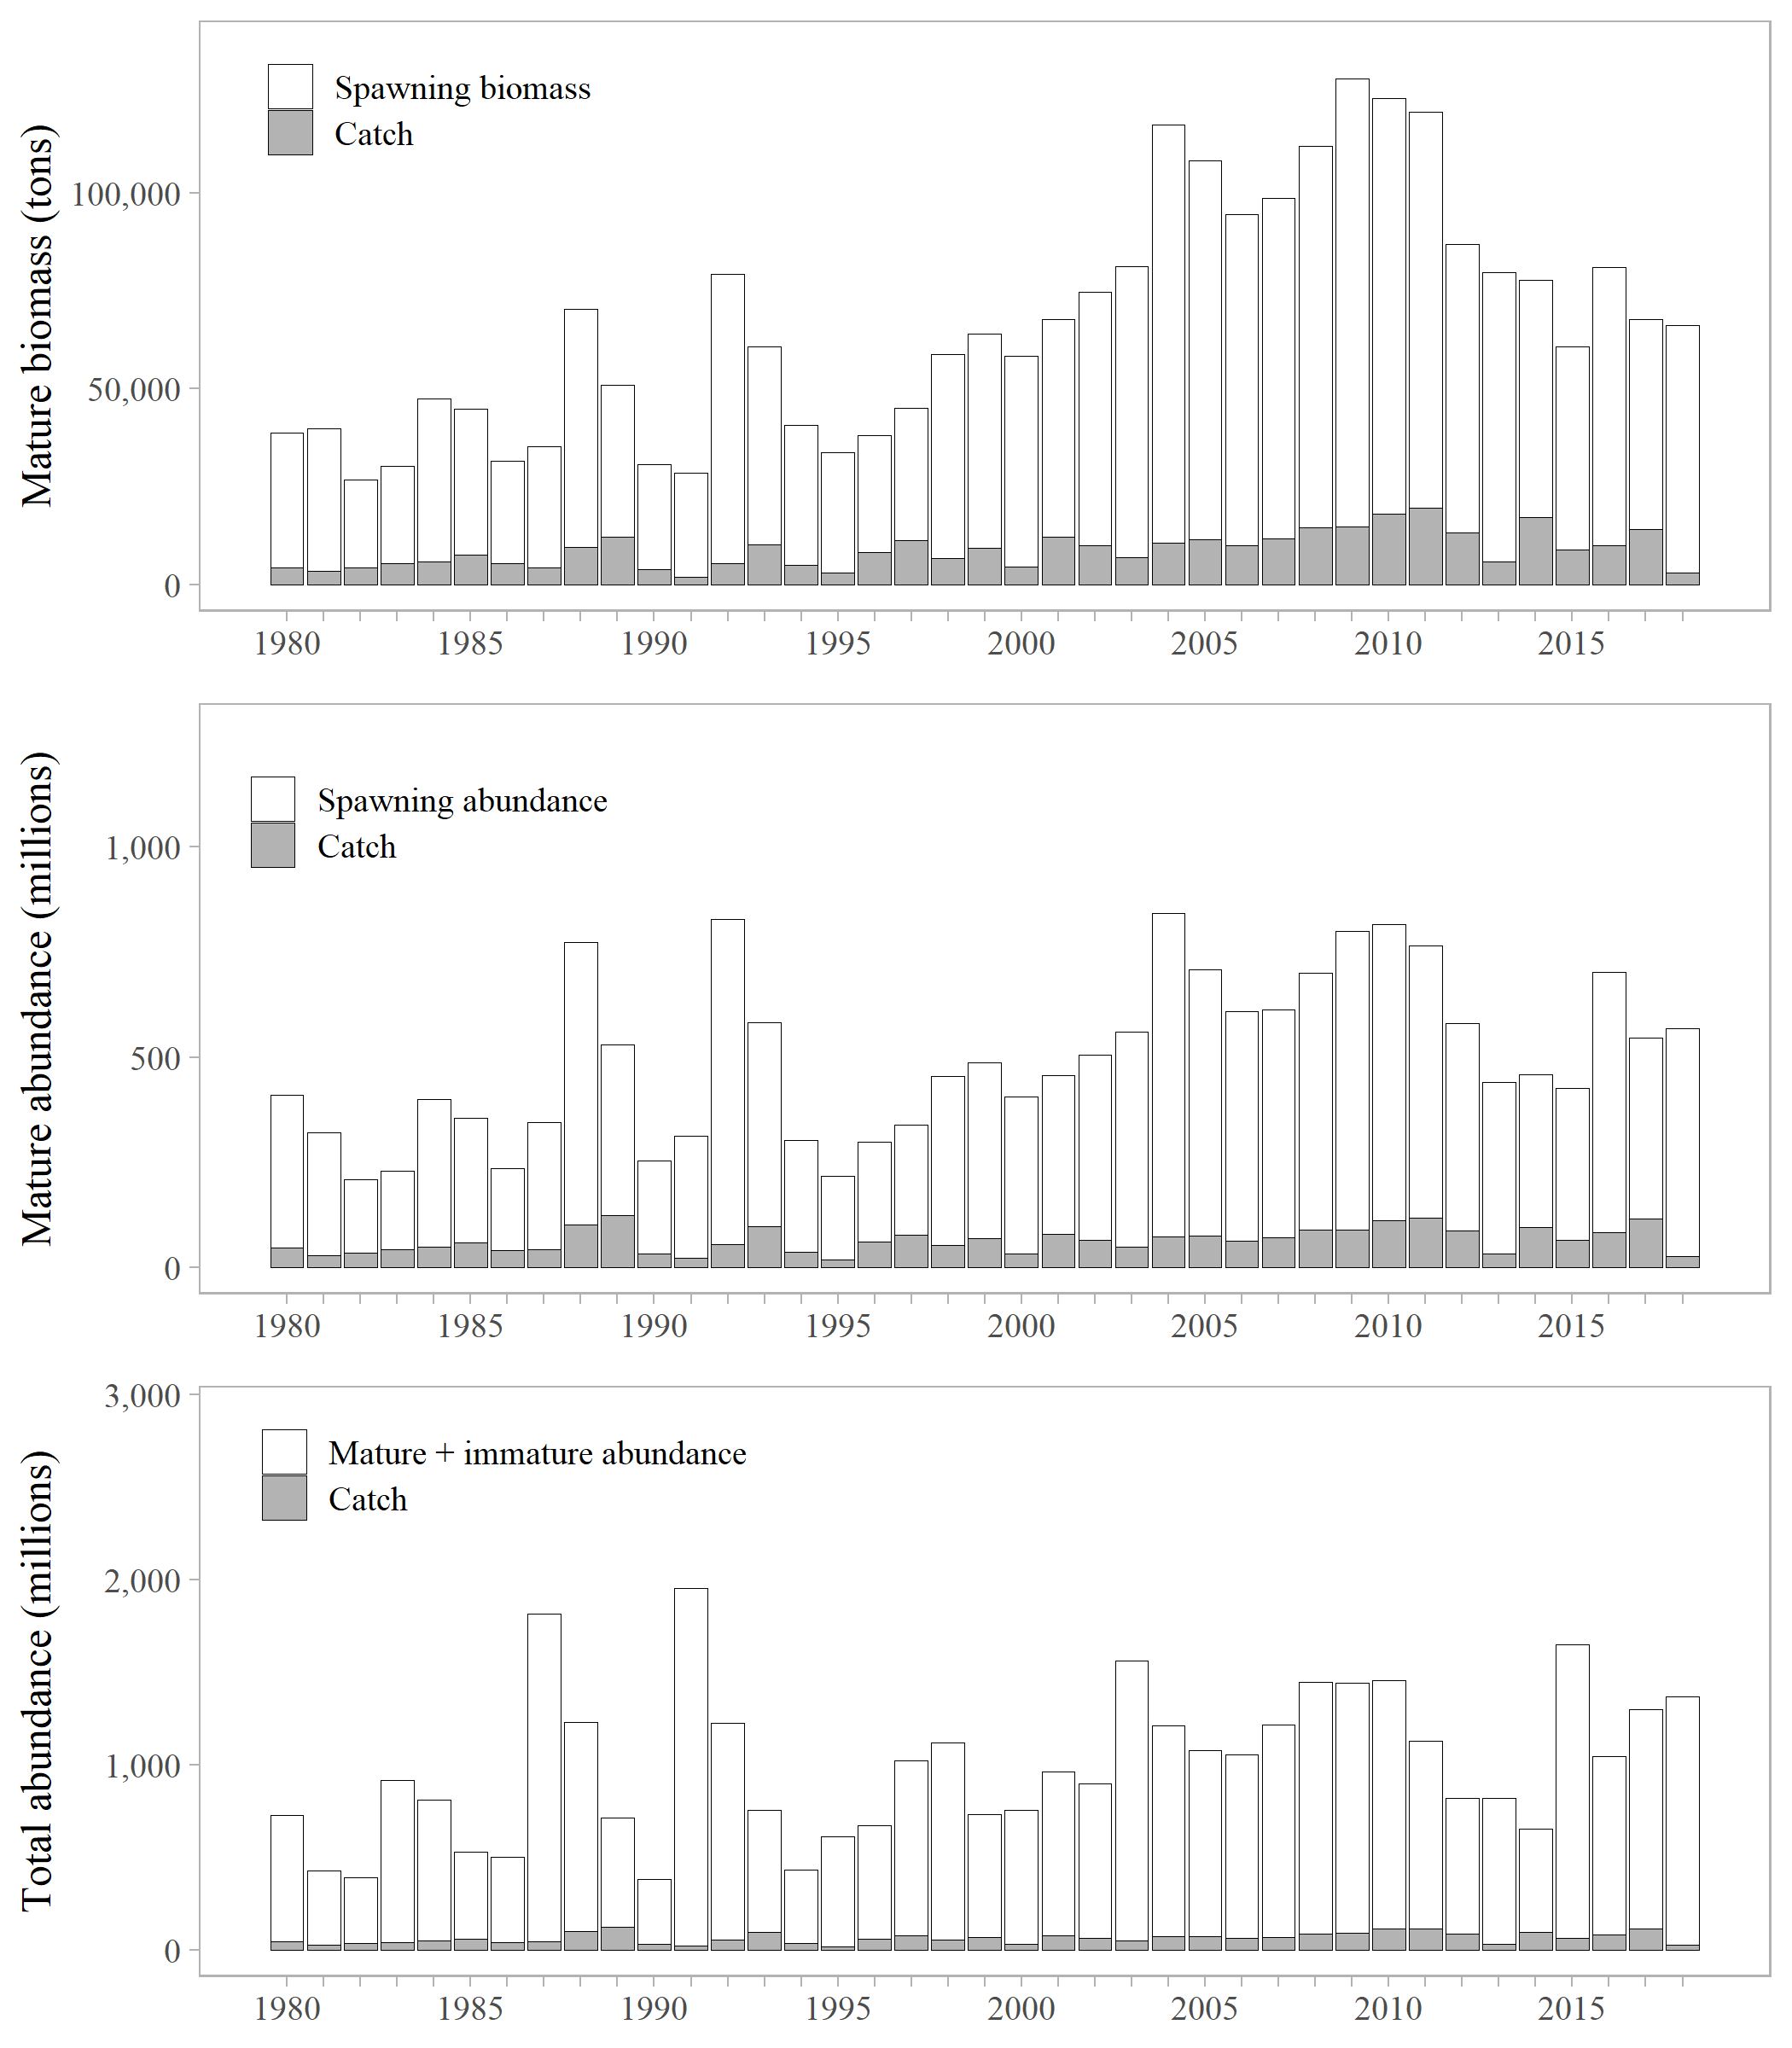 Mature biomass (tons)
Spawning biomass
Catch
100,000
50,000
0
1980 1985 1990 1995 2000 2005 2010 2015
Mature abundance (millions)
Spawning abundance
Catch
1,000
500
0
1980 1985 1990 1995 2000 2005 2010 2015
Total abundance (millions)
3,000
Mature + immature abundance
Catch
2,000
1,000
0
1980 1985 1990 1995 2000 2005 2010 2015